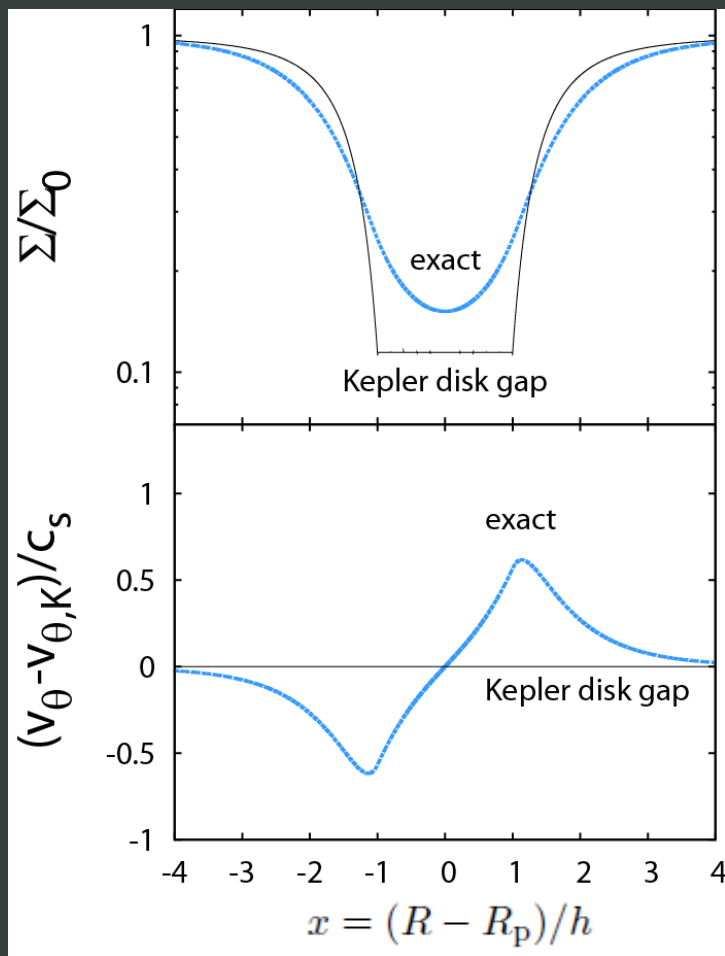 1
Σ/Σ₀
exact
0.1
Kepler disk gap
1
exact
0.5
(vθ-vθ,K)/cs
0
Kepler disk gap
-0.5
-1
-4 -3 -2 -1 0 1 2 3 4
x = (R − Rp)/h